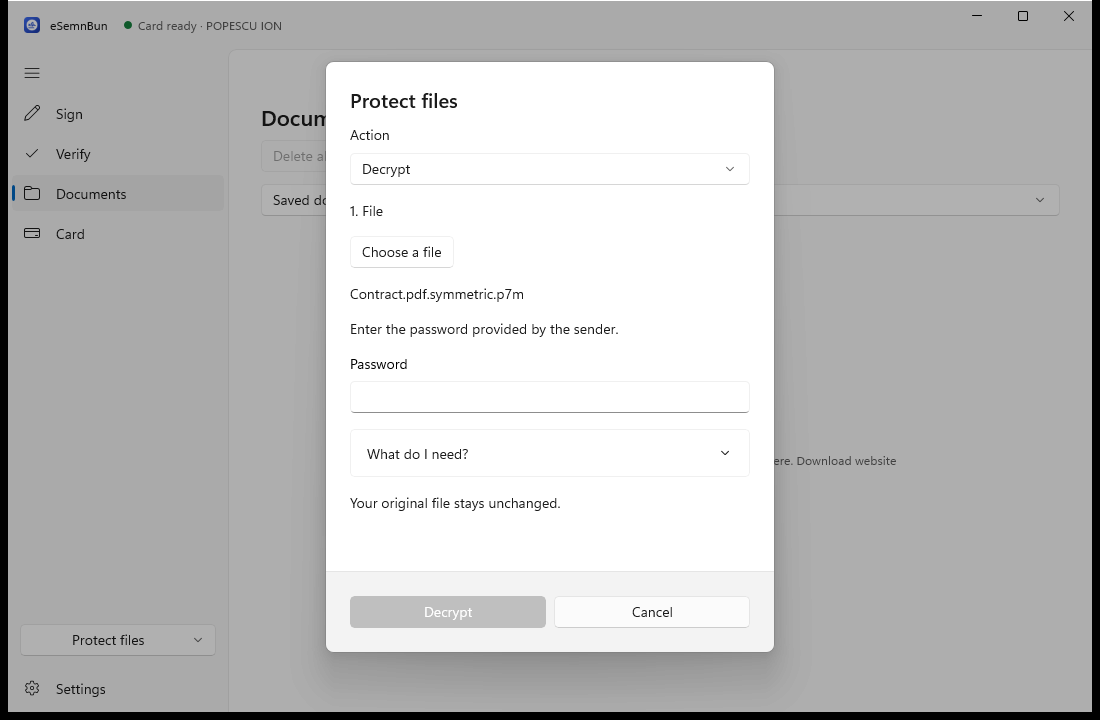 eSemnBun
Card ready · POPESCU ION
Sign
Verify
Documents
Card
Protect files
Settings
Docum
Delete al
Saved do
ere. Download website
Protect files
Action
Decrypt
1. File
Choose a file
Contract.pdf.symmetric.p7m
Enter the password provided by the sender.
Password
What do I need?
Your original file stays unchanged.
Decrypt
Cancel